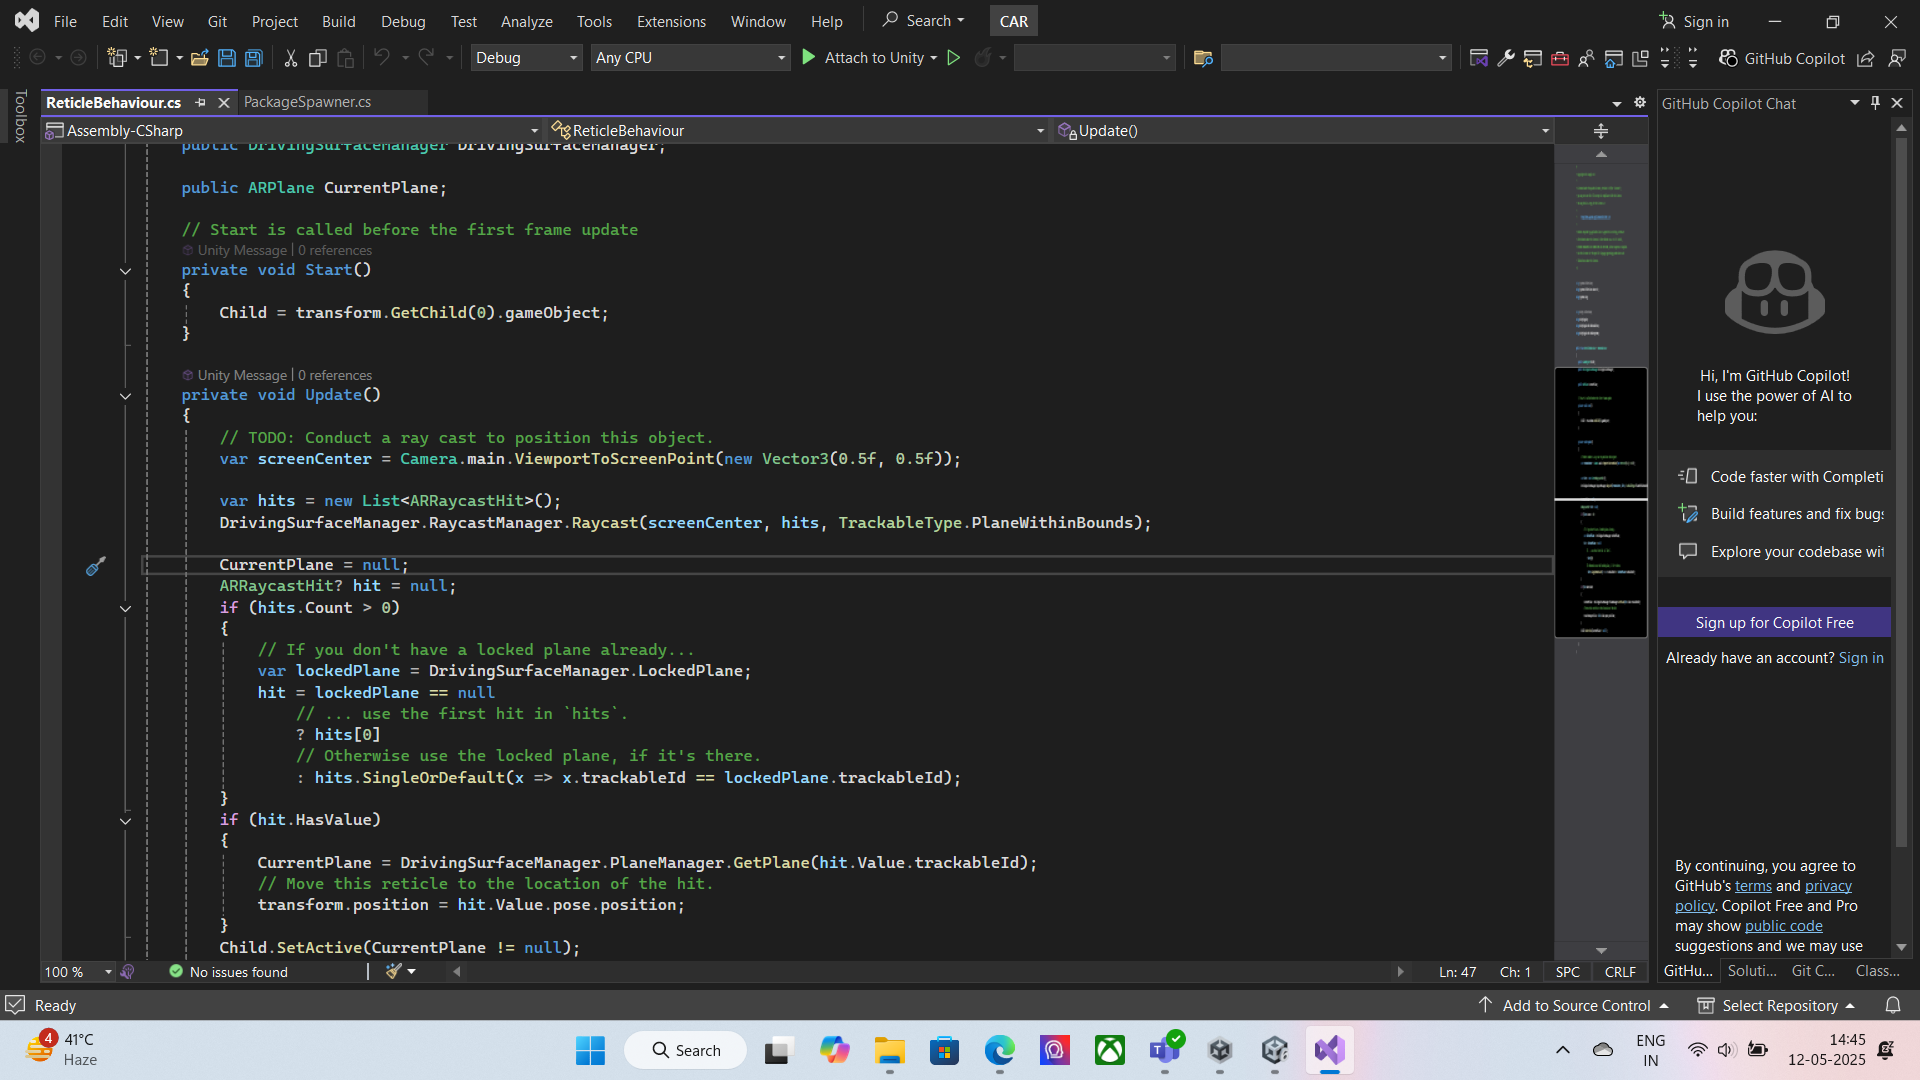 File Edit View Git Project Build Debug Test Analyze Tools Extensions Window Help Search CAR Sign in
Debug Any CPU Attach to Unity GitHub Copilot
Toolbox
ReticleBehaviour.cs PackageSpawner.cs
Assembly-CSharp ReticleBehaviour Update()
public DrivingSurfaceManager DrivingSurfaceManager;
public ARPlane CurrentPlane;
// Start is called before the first frame update
Unity Message | 0 references
private void Start()
{
Child = transform.GetChild(0).gameObject;
}
Unity Message | 0 references
private void Update()
{
// TODO: Conduct a ray cast to position this object.
var screenCenter = Camera.main.ViewportToScreenPoint(new Vector3(0.5f, 0.5f));
var hits = new List<ARRaycastHit>();
DrivingSurfaceManager.RaycastManager.Raycast(screenCenter, hits, TrackableType.PlaneWithinBounds);
CurrentPlane = null;
ARRaycastHit? hit = null;
if (hits.Count > 0)
{
// If you don't have a locked plane already...
var lockedPlane = DrivingSurfaceManager.LockedPlane;
hit = lockedPlane == null
// ... use the first hit in `hits`.
? hits[0]
// Otherwise use the locked plane, if it's there.
: hits.SingleOrDefault(x => x.trackableId == lockedPlane.trackableId);
}
if (hit.HasValue)
{
CurrentPlane = DrivingSurfaceManager.PlaneManager.GetPlane(hit.Value.trackableId);
// Move this reticle to the location of the hit.
transform.position = hit.Value.pose.position;
}
Child.SetActive(CurrentPlane != null);
100 % No issues found Ln: 47 Ch: 1 SPC CRLF
GitHub Copilot Chat
Hi, I'm GitHub Copilot!
I use the power of AI to
help you:
Code faster with Completi
Build features and fix bugs
Explore your codebase wit
Sign up for Copilot Free
Already have an account? Sign in
By continuing, you agree to
GitHub's terms and privacy
policy. Copilot Free and Pro
may show public code
suggestions and we may use
GitHu... Soluti... Git C... Class...
Ready Add to Source Control Select Repository
4 41°C
Haze
Search
ENG
IN
14:45
12-05-2025